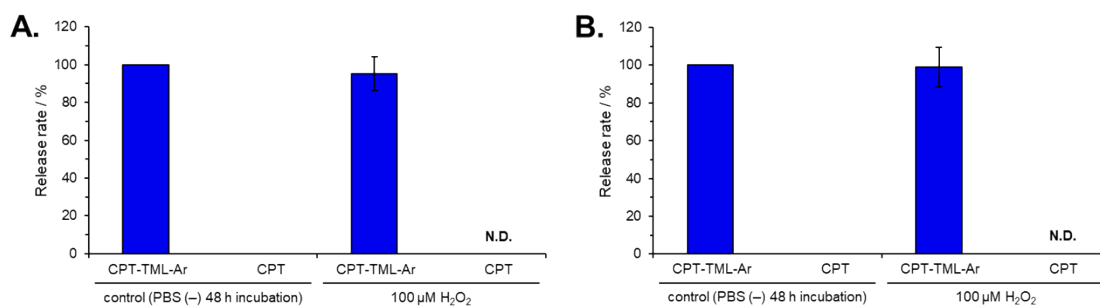 A.
Release rate / %
120
100
80
60
40
20
0
N.D.
CPT-TML-Ar CPT CPT-TML-Ar CPT
control (PBS (–) 48 h incubation) 100 µM H₂O₂
B.
Release rate / %
120
100
80
60
40
20
0
N.D.
CPT-TML-Ar CPT CPT-TML-Ar CPT
control (PBS (–) 48 h incubation) 100 µM H₂O₂